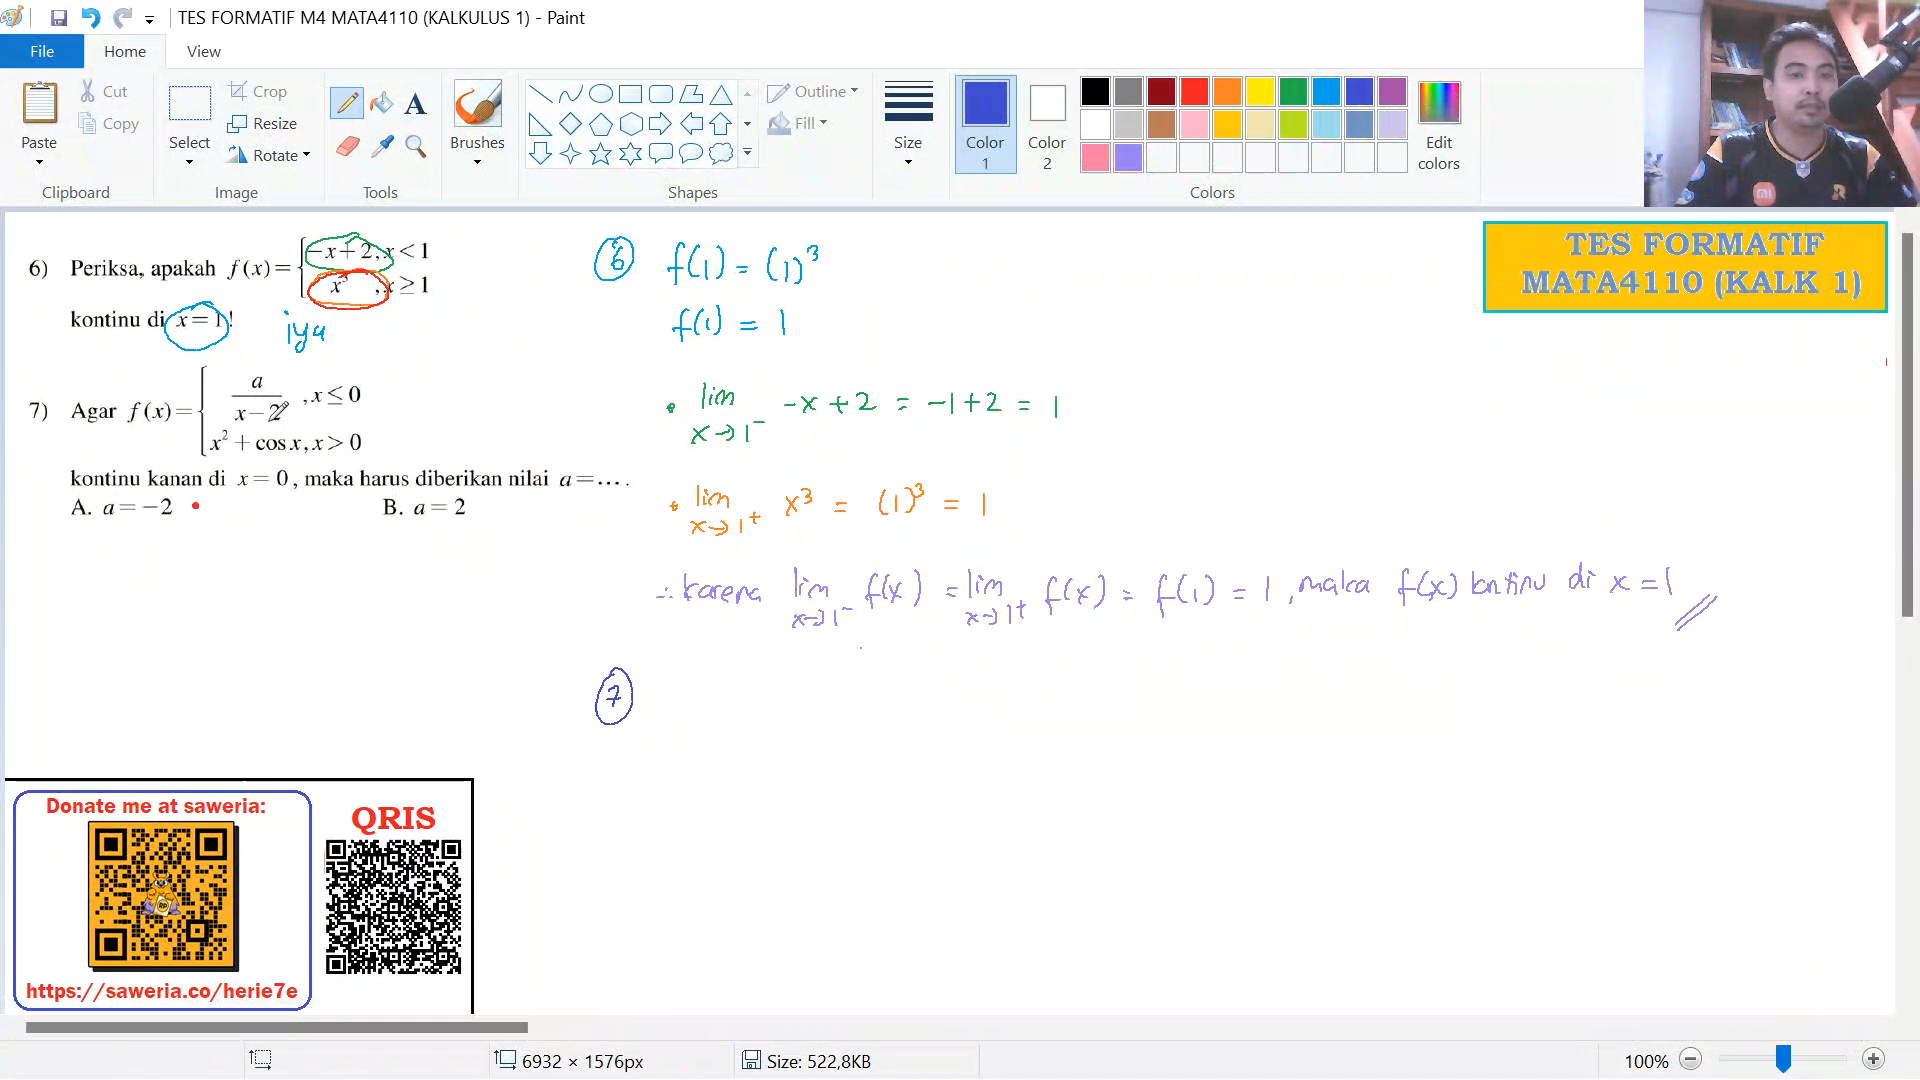 TES FORMATIF M4 MATA4110 (KALKULUS 1) - Paint
File Home View
Paste
Cut
Copy
Clipboard
Select
Crop
Resize
Rotate
Image
Tools
Brushes
Shapes
Outline
Fill
Size
Color 1
Color 2
Edit colors
Colors
TES FORMATIF
MATA4110 (KALK 1)
6) Periksa, apakah f(x) = { -x+2, x < 1
x³ , x ≥ 1
kontinu di x = 1 !
iya
7) Agar f(x) = { a/(x-2) , x ≤ 0
x² + cos x, x > 0
kontinu kanan di x = 0, maka harus diberikan nilai a = … .
A. a = −2
B. a = 2
6 f(1) = (1)³
f(1) = 1
• lim x→1⁻ -x+2 = -1+2 = 1
• lim x→1⁺ x³ = (1)³ = 1
∴ karena lim x→1⁻ f(x) = lim x→1⁺ f(x) = f(1) = 1, maka f(x) kontinu di x = 1
7
Donate me at saweria:
https://saweria.co/herie7e
QRIS
6932 × 1576px
Size: 522,8KB
100%